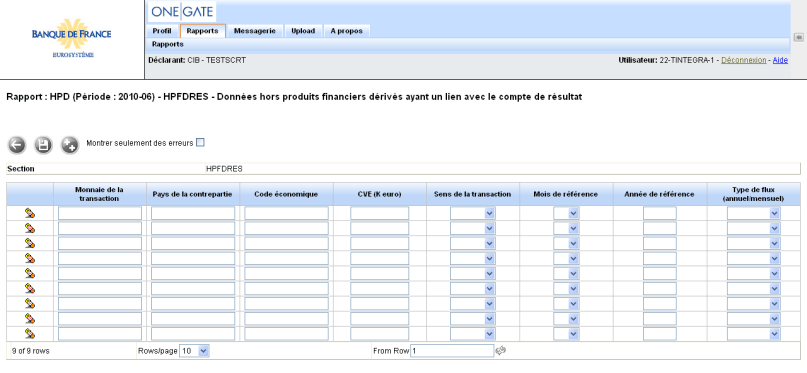 ONE GATE
BANQUE DE FRANCE
EUROSYSTÈME
Profil Rapports Messagerie Upload A propos
Rapports
Déclarant: CIB - TESTSCRT Utilisateur: 22-TINTEGRA-1 - Déconnexion - Aide
Rapport : HPD (Période : 2010-06) - HPFDRES - Données hors produits financiers dérivés ayant un lien avec le compte de résultat
Montrer seulement des erreurs
Section HPFDRES
Monnaie de la transaction Pays de la contrepartie Code économique CVE (K euro) Sens de la transaction Mois de référence Année de référence Type de flux (annuel/mensuel)
9 of 9 rows Rows/page 10 From Row 1